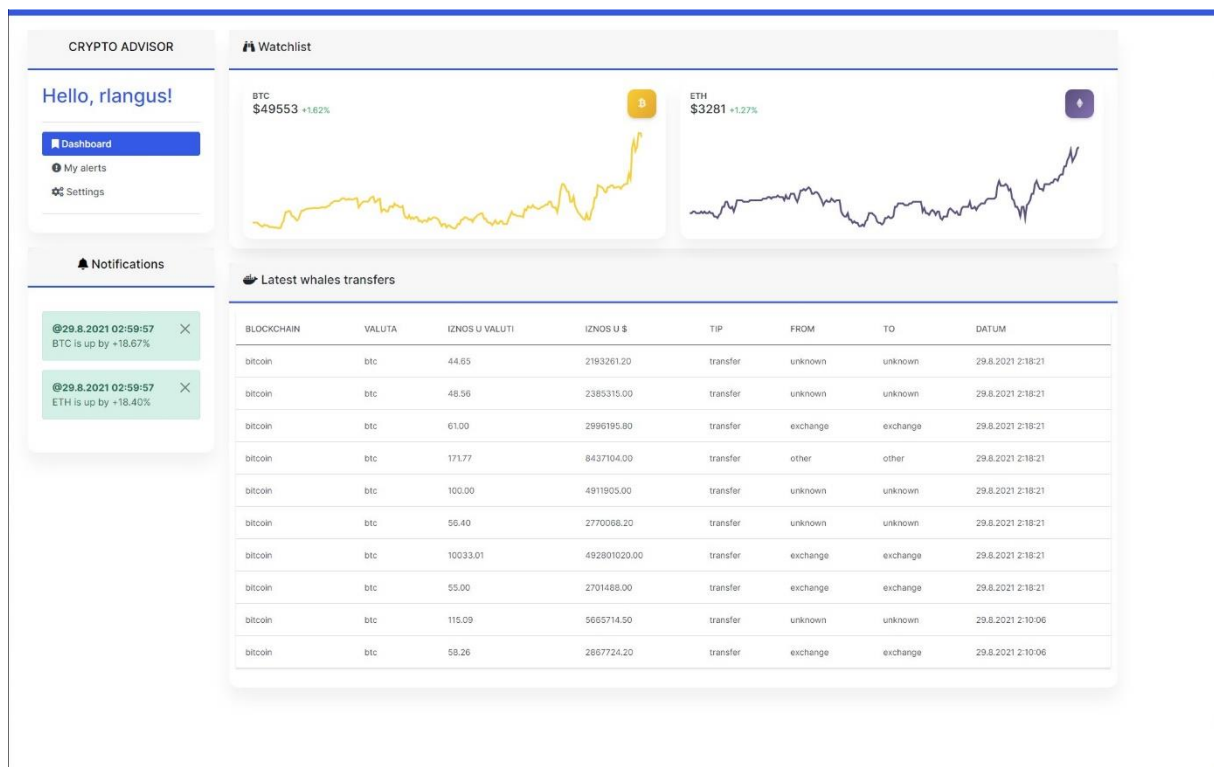 CRYPTO ADVISOR
Hello, rlangus!
Dashboard
My alerts
Settings
Notifications
@29.8.2021 02:59:57
BTC is up by +18.67%
@29.8.2021 02:59:57
ETH is up by +18.40%
Watchlist
BTC
$49553 +1.62%
ETH
$3281 +1.27%
Latest whales transfers
BLOCKCHAIN VALUTA IZNOS U VALUTI IZNOS U $ TIP FROM TO DATUM
bitcoin btc 44.65 2193261.20 transfer unknown unknown 29.8.2021 2:18:21
bitcoin btc 48.56 2385315.00 transfer unknown unknown 29.8.2021 2:18:21
bitcoin btc 61.00 2996195.80 transfer exchange exchange 29.8.2021 2:18:21
bitcoin btc 171.77 8437104.00 transfer other other 29.8.2021 2:18:21
bitcoin btc 100.00 4911905.00 transfer unknown unknown 29.8.2021 2:18:21
bitcoin btc 56.40 2770068.20 transfer unknown unknown 29.8.2021 2:18:21
bitcoin btc 10033.01 492801020.00 transfer exchange exchange 29.8.2021 2:18:21
bitcoin btc 55.00 2701488.00 transfer exchange exchange 29.8.2021 2:18:21
bitcoin btc 115.09 5665714.50 transfer unknown unknown 29.8.2021 2:10:06
bitcoin btc 58.26 2867724.20 transfer exchange exchange 29.8.2021 2:10:06